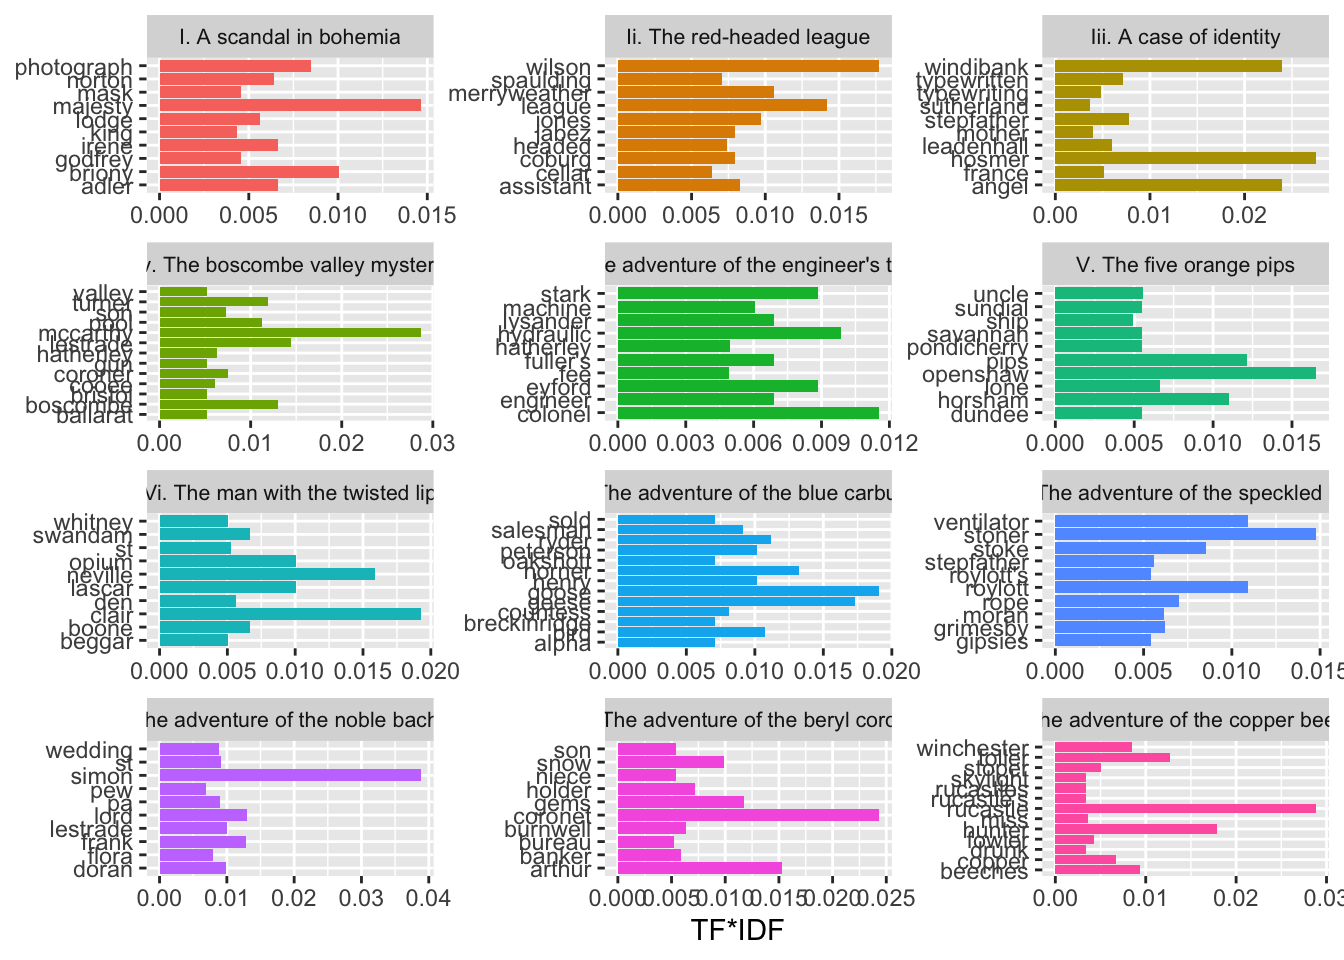 I. A scandal in bohemia
photograph
norton
mask
majesty
lodge
king
irene
godfrey
briony
adler
0.000 0.005 0.010 0.015
Ii. The red-headed league
wilson
spaulding
merryweather
league
jones
jabez
headed
coburg
cellar
assistant
0.000 0.005 0.010 0.015
Iii. A case of identity
windibank
typewritten
typewriting
sutherland
stepfather
mother
leadenhall
hosmer
france
angel
0.00 0.01 0.02
v. The boscombe valley myster
valley
turner
son
pool
mccarthy
lestrade
hatherley
gun
coroner
cooee
bristol
boscombe
ballarat
0.00 0.01 0.02 0.03
e adventure of the engineer's t
stark
machine
lysander
hydraulic
hatherley
fuller's
fee
eyford
engineer
colonel
0.000 0.003 0.006 0.009 0.012
V. The five orange pips
uncle
sundial
ship
savannah
pondicherry
pips
openshaw
lone
horsham
dundee
0.000 0.005 0.010 0.015
Vi. The man with the twisted lip
whitney
swandam
st
opium
neville
lascar
den
clair
boone
beggar
0.000 0.005 0.010 0.015 0.020
The adventure of the blue carbu
sold
salesman
ryder
peterson
oakshott
horner
henry
goose
geese
countess
breckinridge
bird
alpha
0.000 0.005 0.010 0.015 0.020
The adventure of the speckled
ventilator
stoner
stoke
stepfather
roylott's
roylott
rope
moran
grimesby
gipsies
0.000 0.005 0.010 0.015
he adventure of the noble bach
wedding
st
simon
pew
pa
lord
lestrade
frank
flora
doran
0.00 0.01 0.02 0.03 0.04
The adventure of the beryl coro
son
snow
niece
holder
gems
coronet
burnwell
bureau
banker
arthur
0.000 0.005 0.010 0.015 0.020 0.025
he adventure of the copper bee
winchester
toller
stoper
skylight
rucastles
rucastle's
rucastle
miss
hunter
fowler
drunk
copper
beeches
0.00 0.01 0.02 0.03
TF*IDF